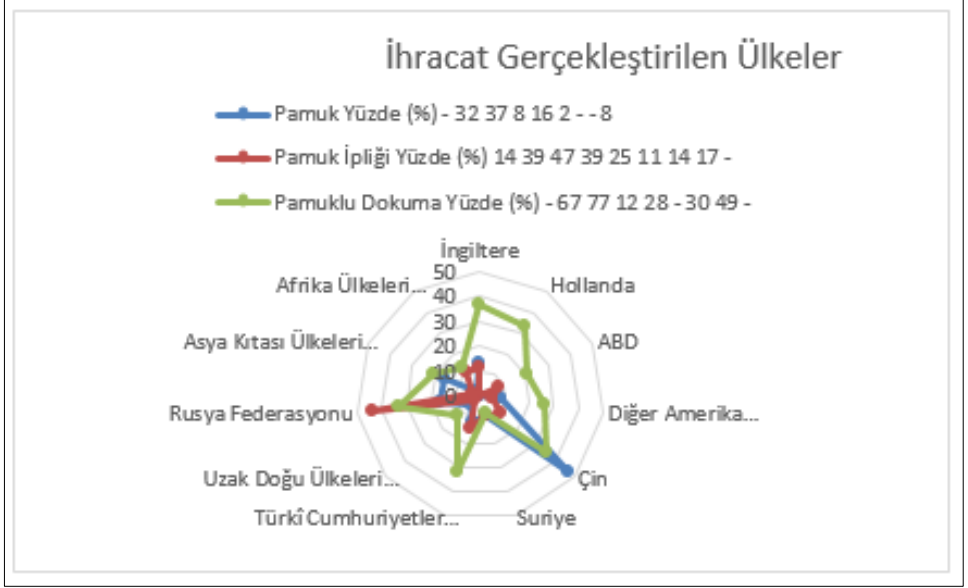 İhracat Gerçekleştirilen Ülkeler
Pamuk Yüzde (%) - 32 37 8 16 2 - - 8
Pamuk İpliği Yüzde (%) 14 39 47 39 25 11 14 17 -
Pamuklu Dokuma Yüzde (%) - 67 77 12 28 - 30 49 -
İngiltere
50
40
30
20
10
0
Hollanda
ABD
Diğer Amerika...
Çin
Suriye
Türkî Cumhuriyetler...
Uzak Doğu Ülkeleri...
Rusya Federasyonu
Asya Kıtası Ülkeleri...
Afrika Ülkeleri...